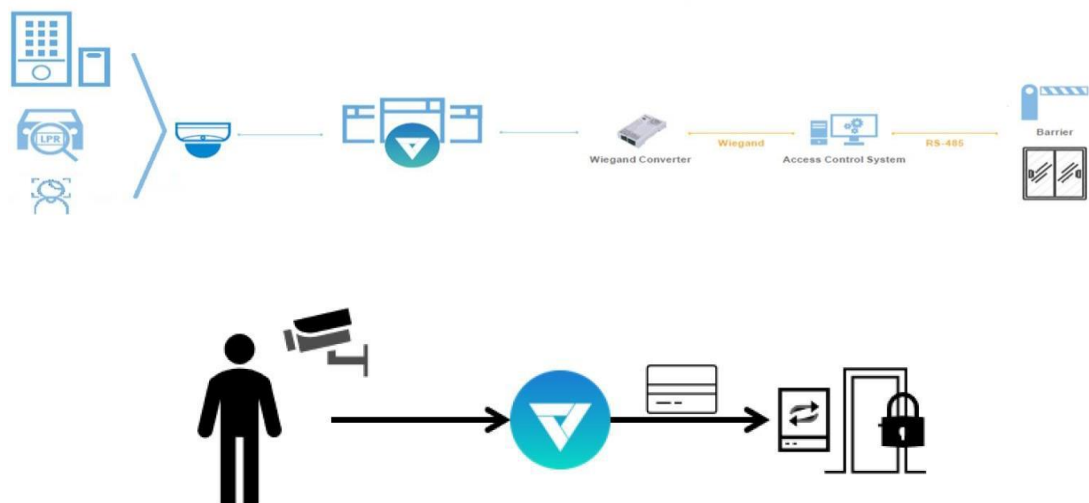 LPR
Wiegand Converter
Wiegand
Access Control System
RS-485
Barrier